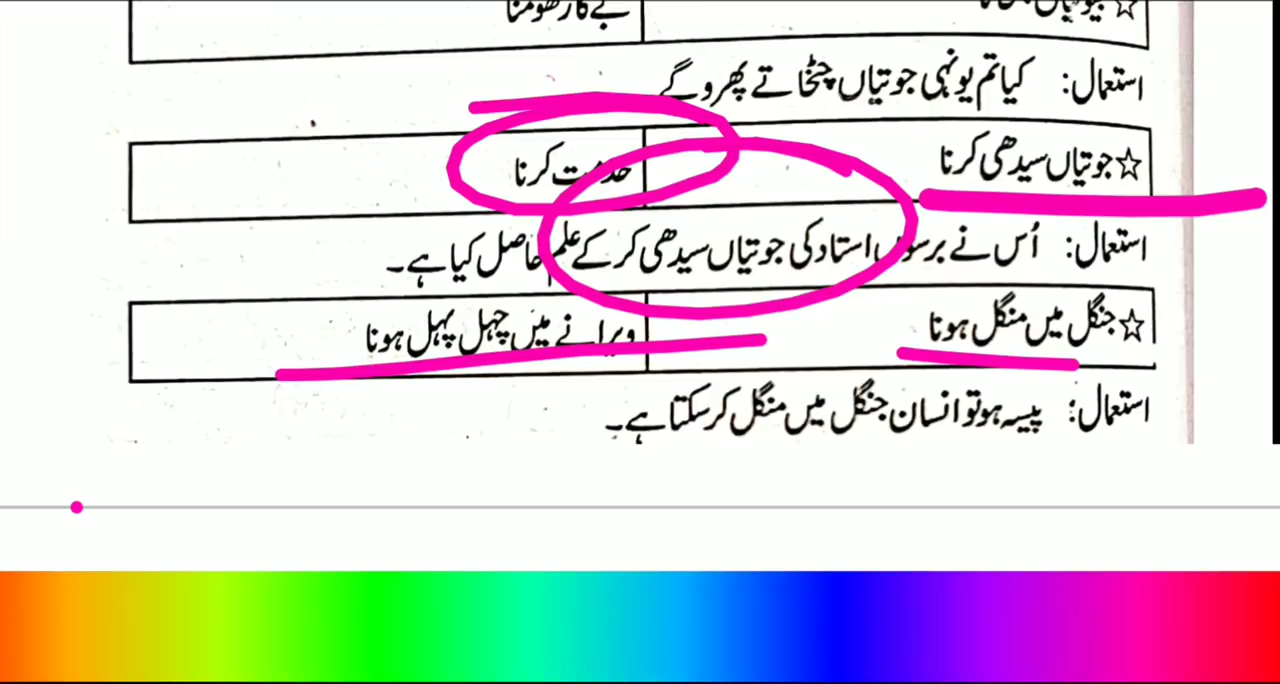 بے کار گھومنا
استعمال: کیا تم یونہی جوتیاں چٹخاتے پھرو گے
☆ جوتیاں سیدھی کرنا خدمت کرنا
استعمال: اُس نے برسوں استاد کی جوتیاں سیدھی کر کے علم حاصل کیا ہے۔
☆ جنگل میں منگل ہونا ویرانے میں چہل پہل ہونا
استعمال: پیسہ ہو تو انسان جنگل میں منگل کر سکتا ہے۔